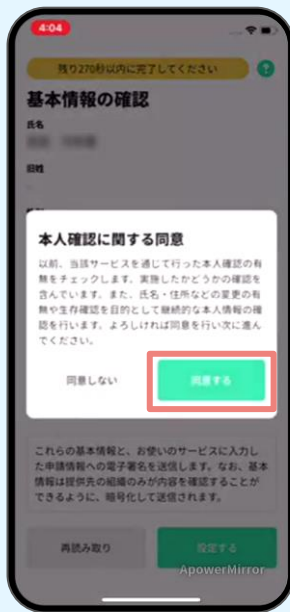 4:04
残り270秒以内に完了してください
?
基本情報の確認
氏名
旧姓
本人確認に関する同意
以前、当該サービスを通じて行った本人確認の有
無をチェックします。実施したかどうかの確認を
含んでいます。また、氏名・住所などの変更の有
無や生存確認を目的として継続的な本人情報の確
認を行います。よろしければ同意を行い次に進ん
でください。
同意しない
同意する
これらの基本情報と、お使いのサービスに入力し
た申請情報への電子署名を送信します。なお、基本
情報は提供先の組織のみが内容を確認することが
できるように、暗号化して送信されます。
再読み取り
設定する
ApowerMirror